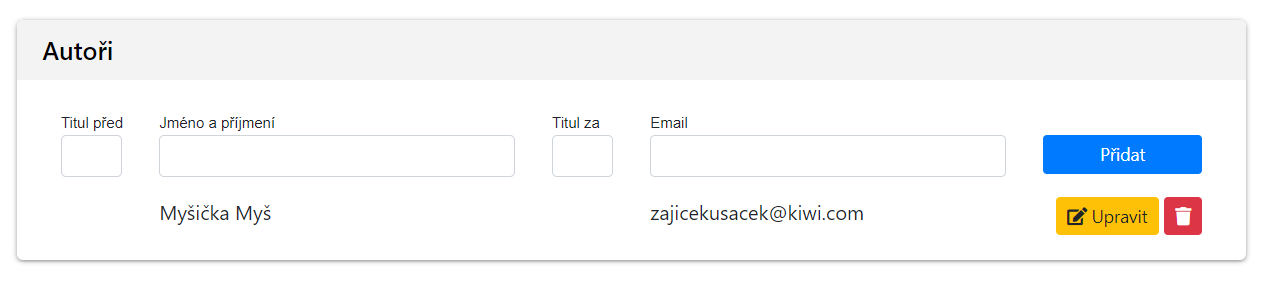 Autoři
Titul před Jméno a příjmení Titul za Email
Přidat
Myšička Myš zajicekusacek@kiwi.com Upravit